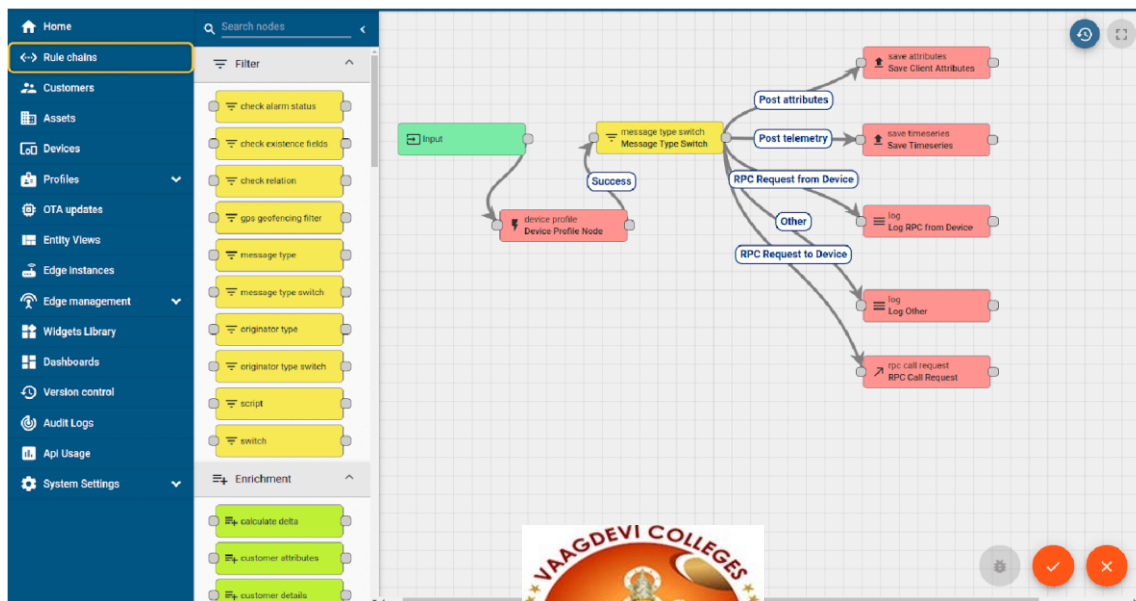 Home
Rule chains
Customers
Assets
Devices
Profiles
OTA updates
Entity Views
Edge instances
Edge management
Widgets Library
Dashboards
Version control
Audit Logs
Api Usage
System Settings
Search nodes
Filter
check alarm status
check existence fields
check relation
gps geofencing filter
message type
message type switch
originator type
originator type switch
script
switch
Enrichment
calculate delta
customer attributes
customer details
Input
device profile
Device Profile Node
Success
message type switch
Message Type Switch
Post attributes
Post telemetry
RPC Request from Device
Other
RPC Request to Device
save attributes
Save Client Attributes
save timeseries
Save Timeseries
log
Log RPC from Device
log
Log Other
rpc call request
RPC Call Request
VAAGDEVI COLLEGES